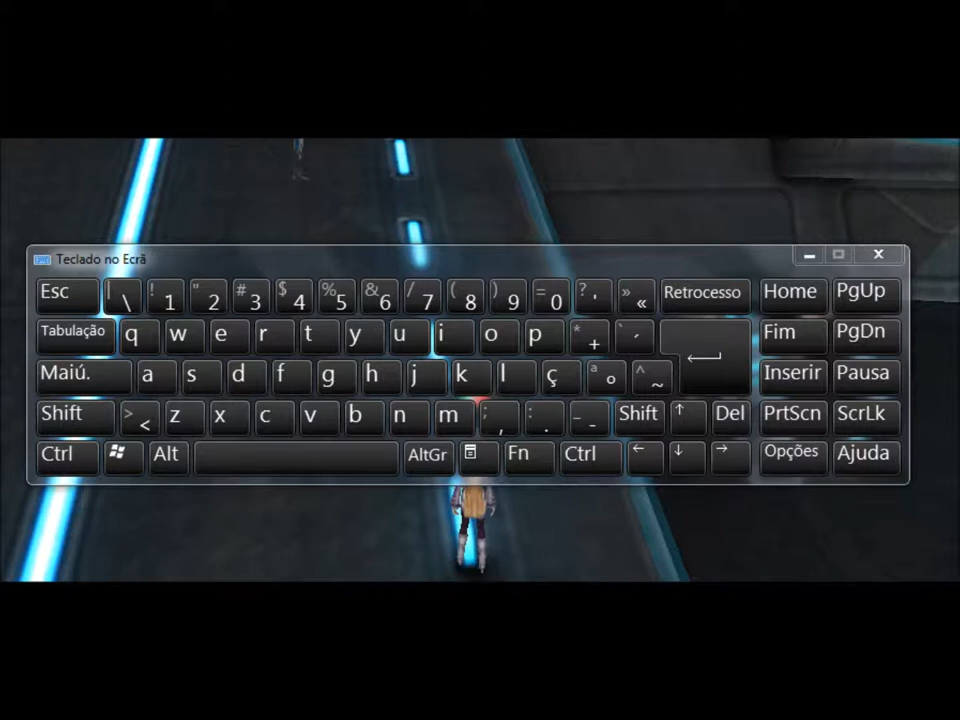 Teclado no Ecrã
Esc | \ ! 1 " 2 # 3 $ 4 % 5 & 6 / 7 ( 8 ) 9 = 0 ? ' » « Retrocesso Home PgUp
Tabulação q w e r t y u i o p * + ` ´ Fim PgDn
Maiú. a s d f g h j k l ç ª º ^ ~ Inserir Pausa
Shift > < z x c v b n m ; , : . _ - Shift ↑ Del PrtScn ScrLk
Ctrl Alt AltGr Fn Ctrl ← ↓ → Opções Ajuda